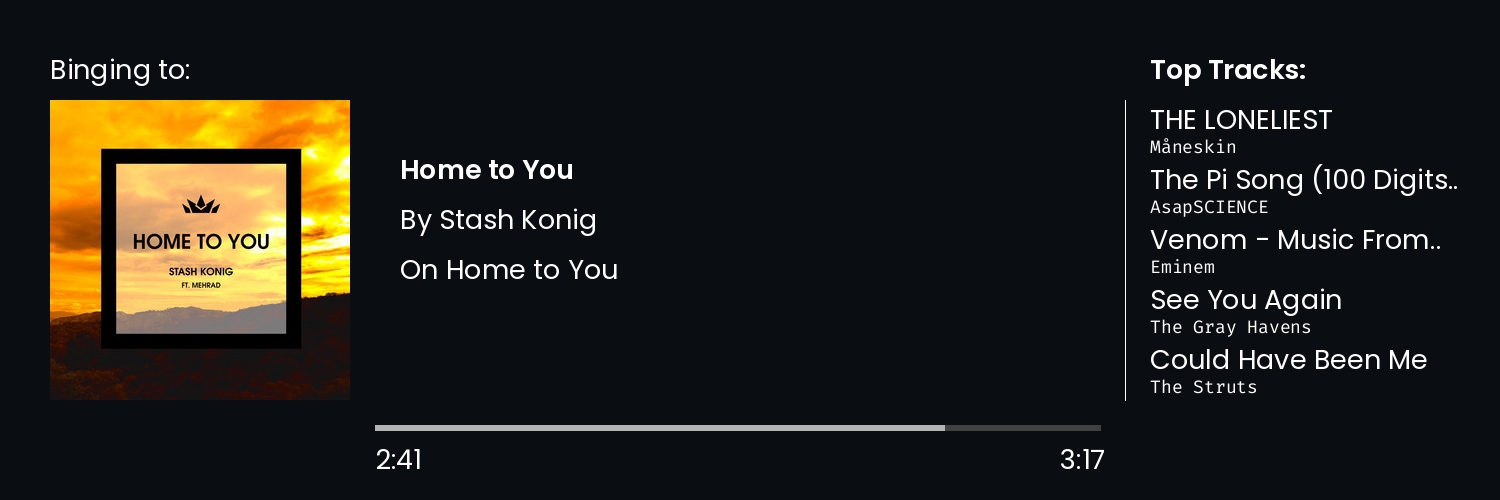 Binging to:
HOME TO YOU
STASH KONIG
FT. MEHRAD
Home to You
By Stash Konig
On Home to You
2:41
3:17
Top Tracks:
THE LONELIEST
Måneskin
The Pi Song (100 Digits..
AsapSCIENCE
Venom - Music From..
Eminem
See You Again
The Gray Havens
Could Have Been Me
The Struts